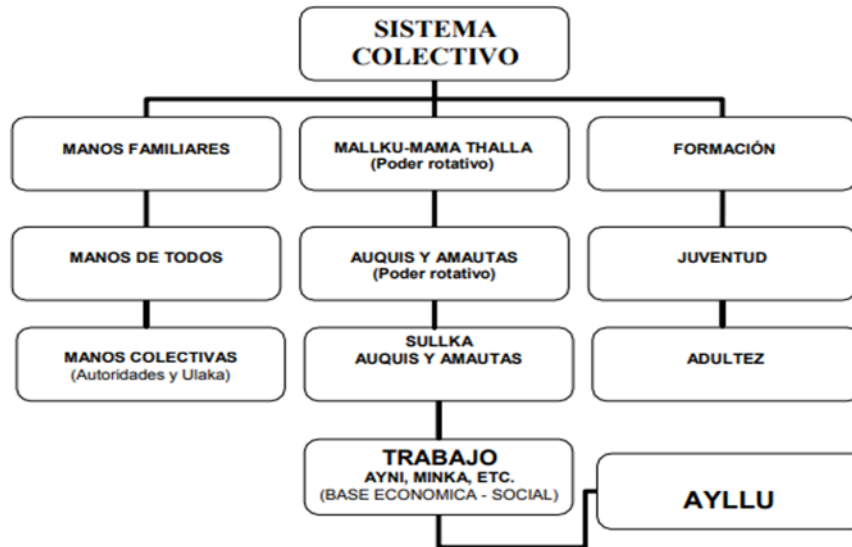 SISTEMA
COLECTIVO
MANOS FAMILIARES
MALLKU-MAMA THALLA
(Poder rotativo)
FORMACIÓN
MANOS DE TODOS
AUQUIS Y AMAUTAS
(Poder rotativo)
JUVENTUD
MANOS COLECTIVAS
(Autoridades y Ulaka)
SULLKA
AUQUIS Y AMAUTAS
ADULTEZ
TRABAJO
AYNI, MINKA, ETC.
(BASE ECONOMICA - SOCIAL)
AYLLU